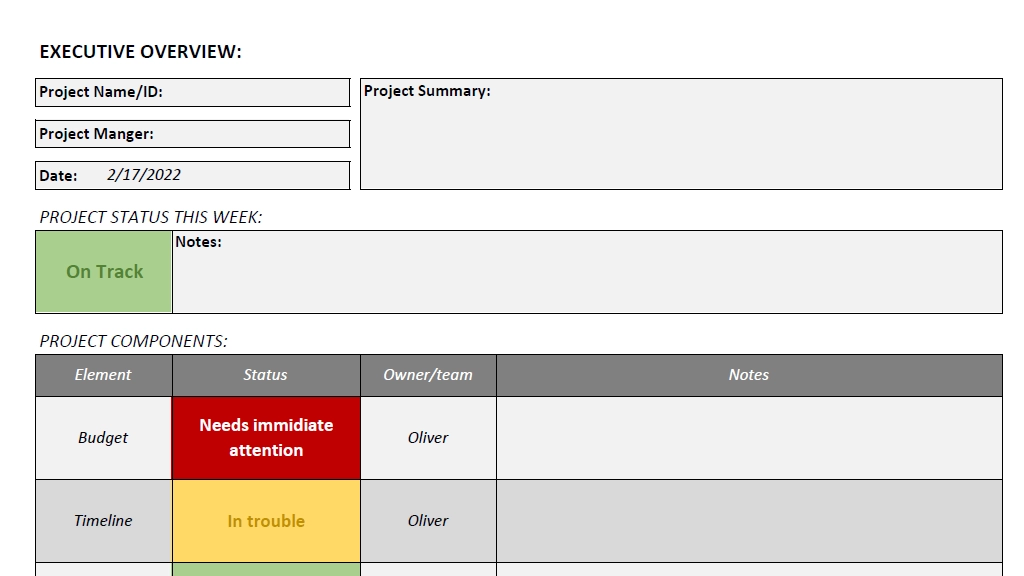 EXECUTIVE OVERVIEW:
Project Name/ID:
Project Summary:
Project Manger:
Date: 2/17/2022
PROJECT STATUS THIS WEEK:
On Track
Notes:
PROJECT COMPONENTS:
Element Status Owner/team Notes
Budget
Needs immidiate
attention
Oliver
Timeline In trouble Oliver